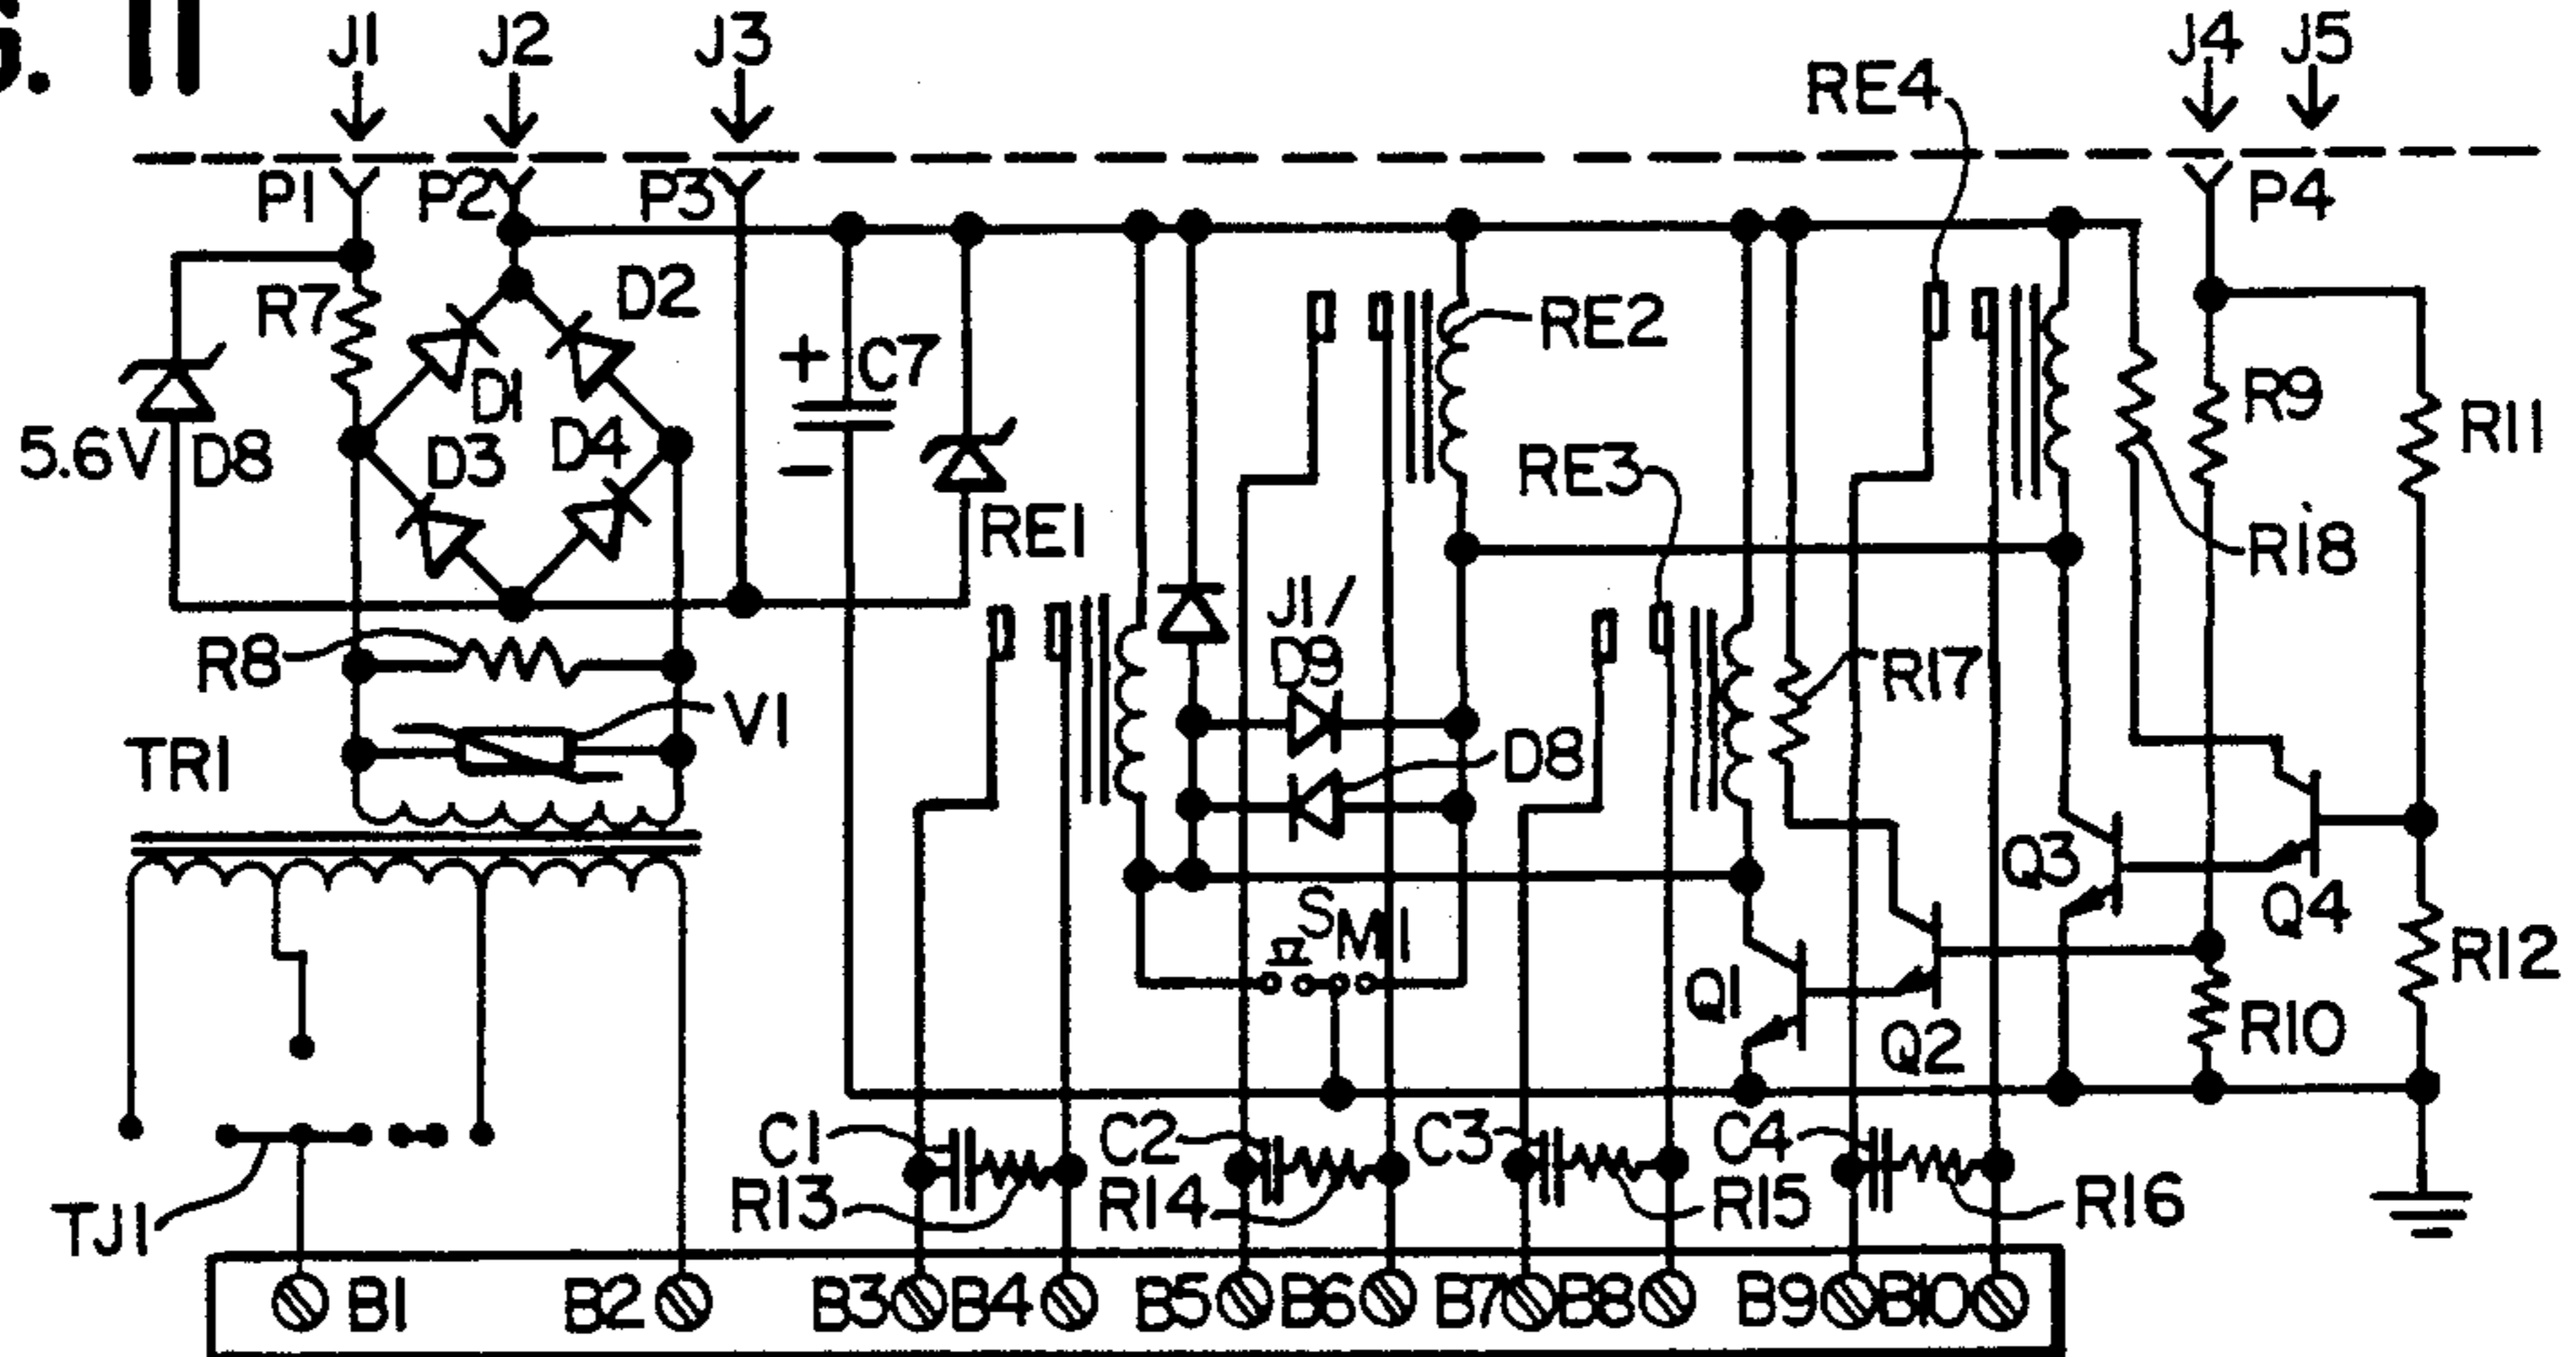 G. 11
J1 J2 J3 J4 J5
RE4
P1 P2 P3 P4
R7 D2
D1 + C7 RE2 R9 R11
5.6V D8 D3 D4 − RE3
RE1 R18
J1/
D9
R8 R17
V1
TR1 D8
Q3
Q4
SM1
Q1 R12
Q2 R10
C1 C2 C3 C4
R13 R14 R15 R16
TJ1
B1 B2 B3 B4 B5 B6 B7 B8 B9 B10